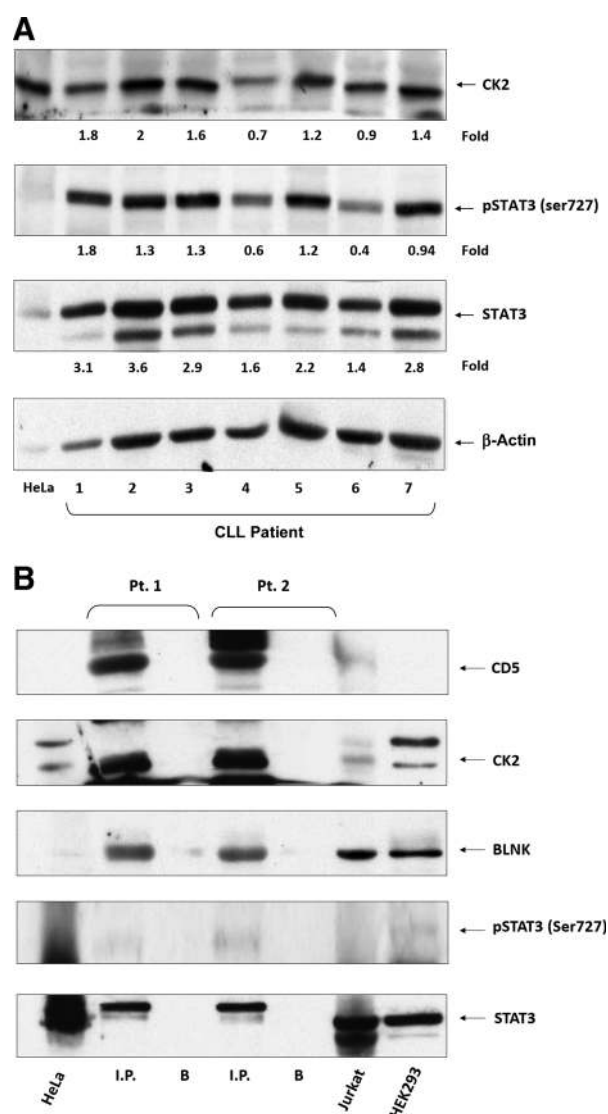 A
CK2
1.8 2 1.6 0.7 1.2 0.9 1.4 Fold
pSTAT3 (ser727)
1.8 1.3 1.3 0.6 1.2 0.4 0.94 Fold
STAT3
3.1 3.6 2.9 1.6 2.2 1.4 2.8 Fold
β-Actin
HeLa 1 2 3 4 5 6 7
CLL Patient
B
Pt. 1 Pt. 2
CD5
CK2
BLNK
pSTAT3 (Ser727)
STAT3
HeLa I.P. B I.P. B Jurkat HEK293